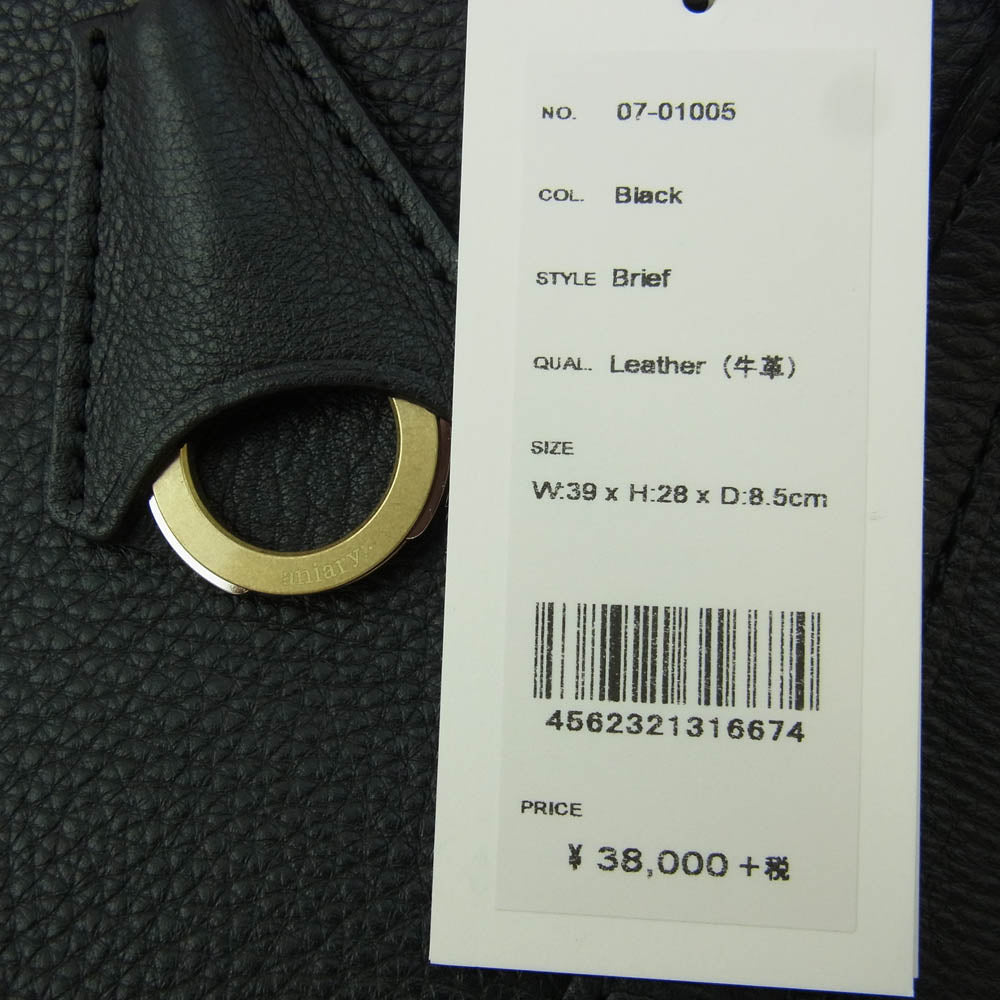 NO. 07-01005
COL. Black
STYLE Brief
QUAL. Leather (牛革)
SIZE
W:39 x H:28 x D:8.5cm
4562321316674
PRICE
¥ 38,000+税
aniary